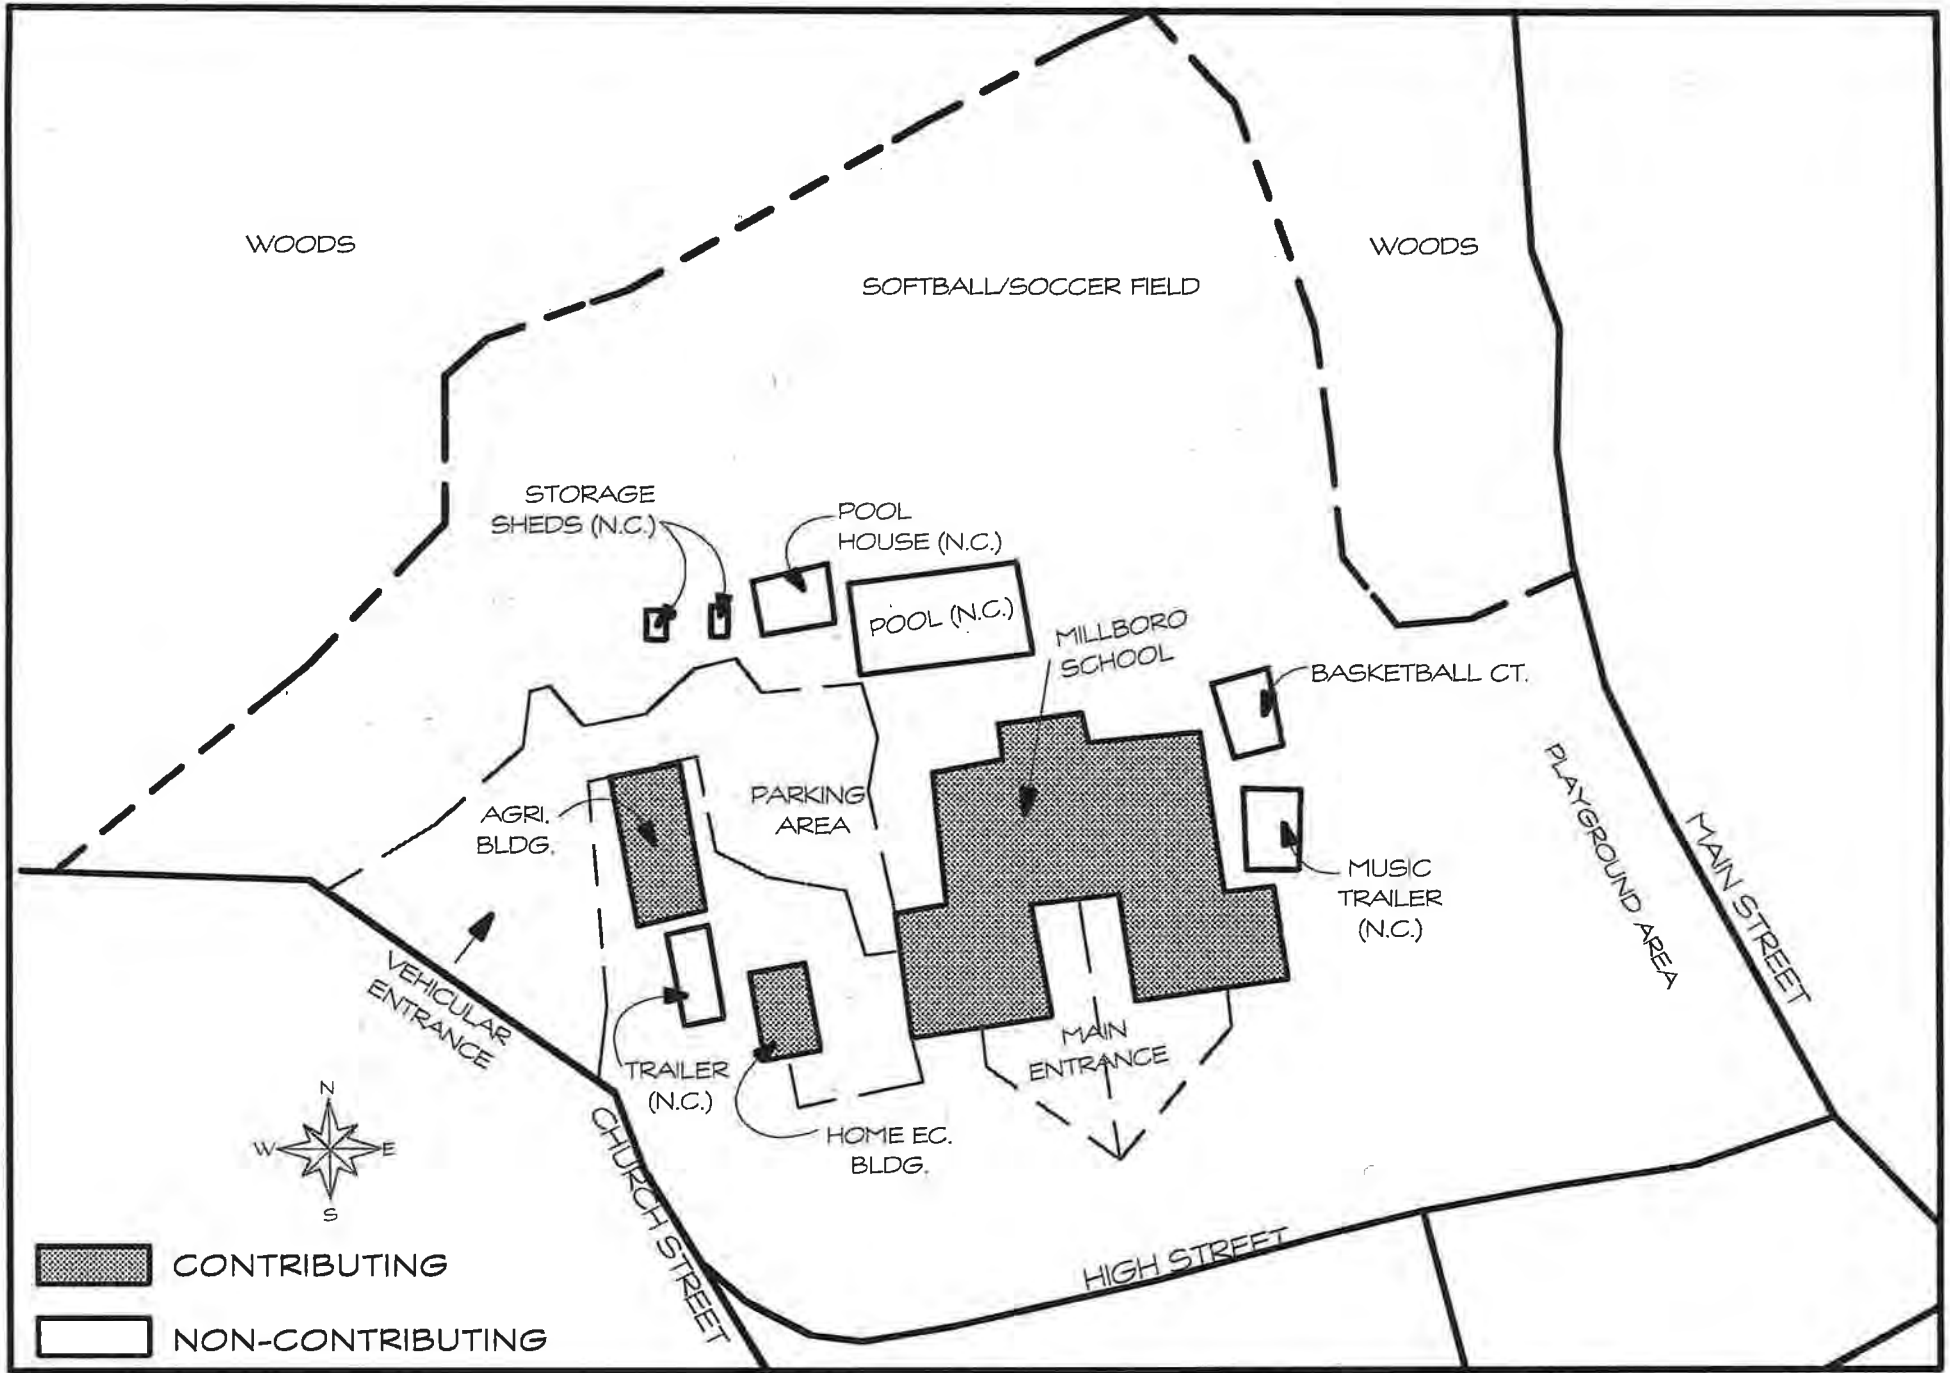 WOODS
WOODS
SOFTBALL/SOCCER FIELD
STORAGE
SHEDS (N.C.)
POOL
HOUSE (N.C.)
POOL (N.C.)
MILLBORO
SCHOOL
BASKETBALL CT.
AGRI.
BLDG.
PARKING
AREA
PLAYGROUND AREA
MAIN STREET
MUSIC
TRAILER
(N.C.)
VEHICULAR
ENTRANCE
TRAILER
(N.C.)
MAIN
ENTRANCE
HOME EC.
BLDG.
CHURCH STREET
HIGH STREET
N
W
E
S
CONTRIBUTING
NON-CONTRIBUTING